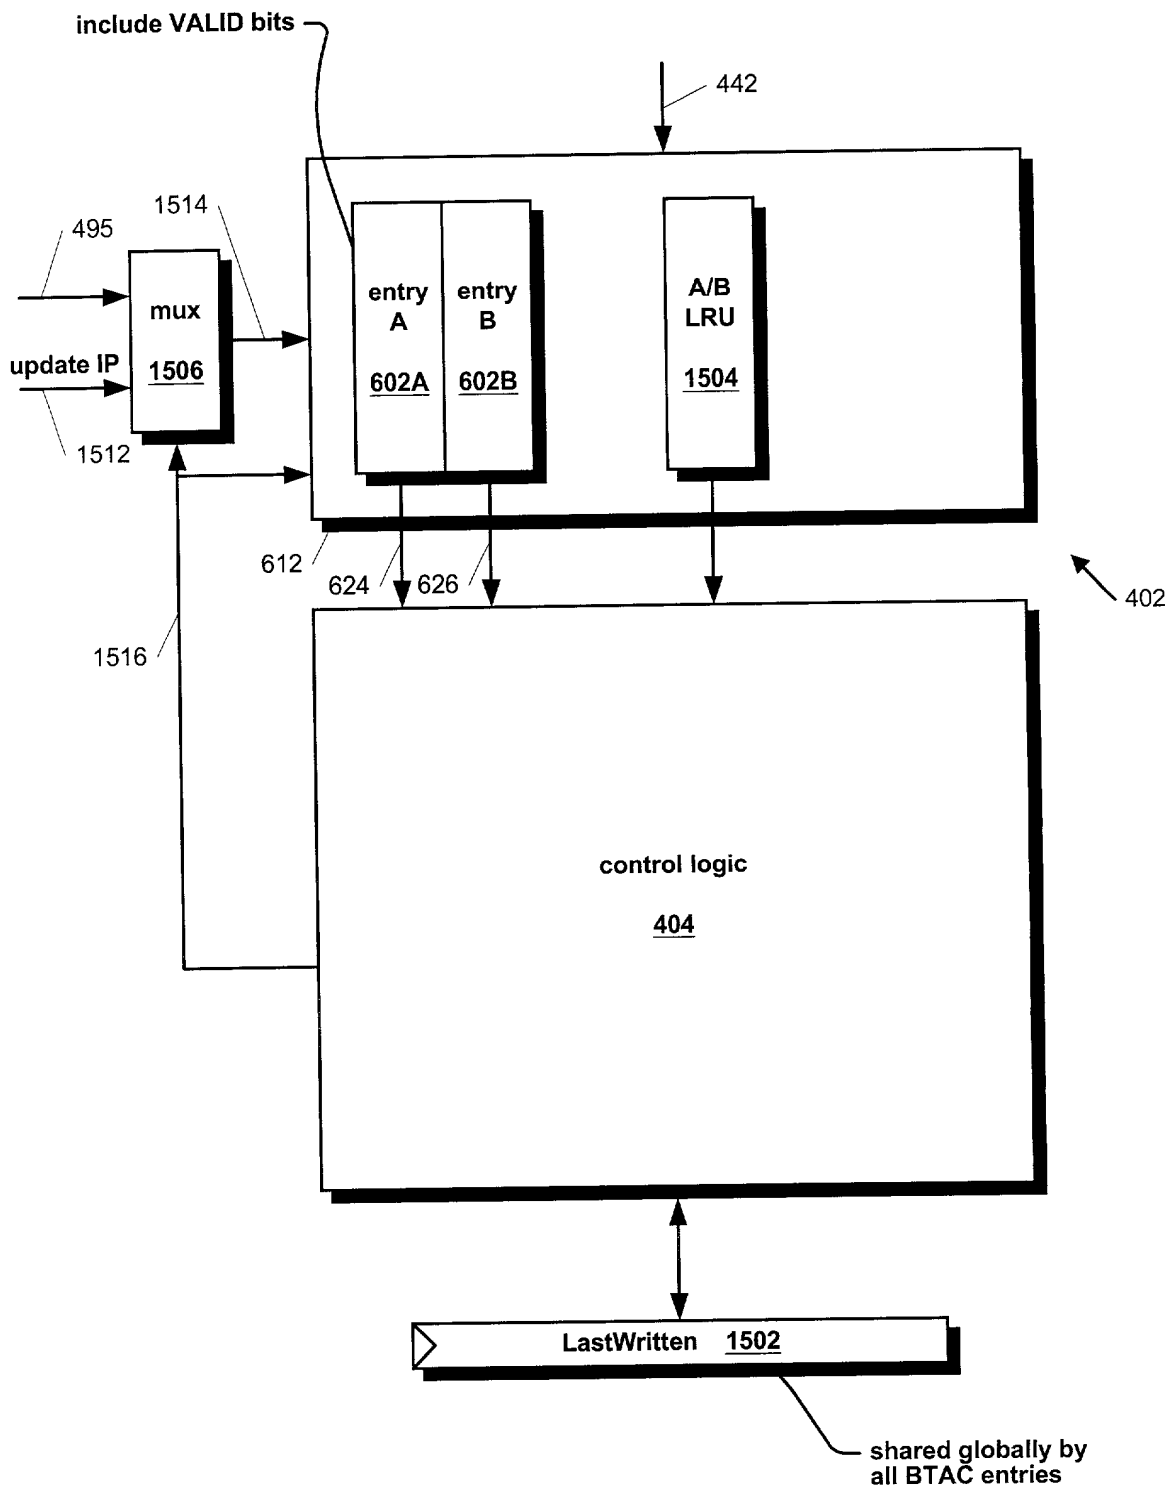 include VALID bits
442
1514
495
mux
1506
update IP
1512
entry
A
602A
entry
B
602B
A/B
LRU
1504
612
624
626
402
1516
control logic
404
LastWritten 1502
shared globally by
all BTAC entries